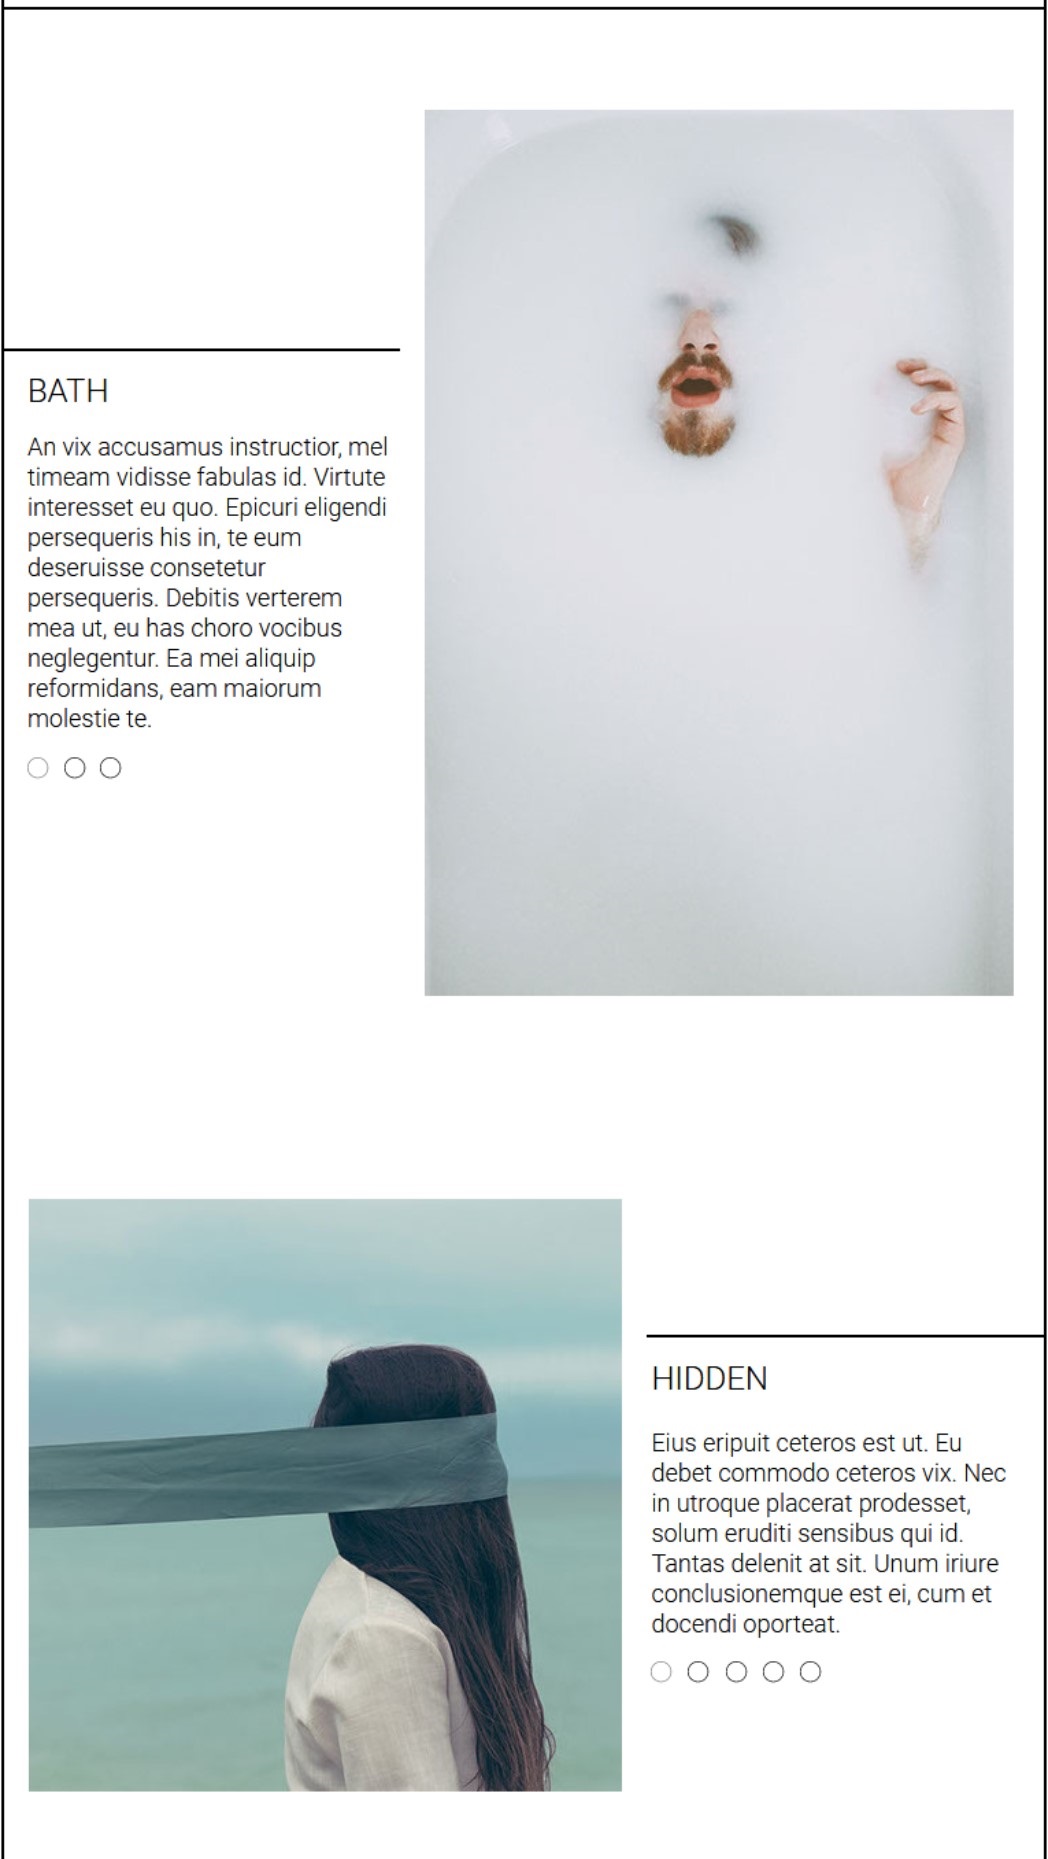 BATH
An vix accusamus instructior, mel
timeam vidisse fabulas id. Virtute
interesset eu quo. Epicuri eligendi
persequeris his in, te eum
deseruisse consetetur
persequeris. Debitis verterem
mea ut, eu has choro vocibus
neglegentur. Ea mei aliquip
reformidans, eam maiorum
molestie te.
HIDDEN
Eius eripuit ceteros est ut. Eu
debet commodo ceteros vix. Nec
in utroque placerat prodesset,
solum eruditi sensibus qui id.
Tantas delenit at sit. Unum iriure
conclusionemque est ei, cum et
docendi oporteat.